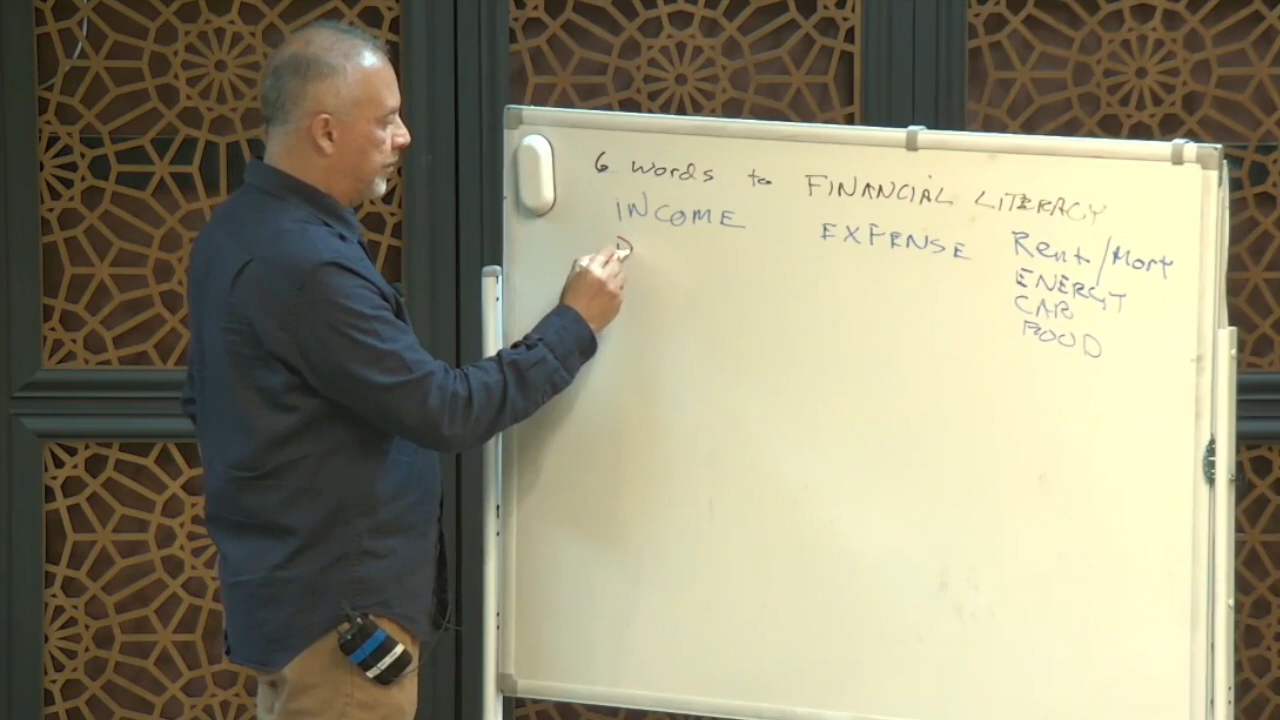 6 words to FINANCIAL LITERACY
INCOME EXPENSE Rent/Mort
ENERGY
CAR
FOOD